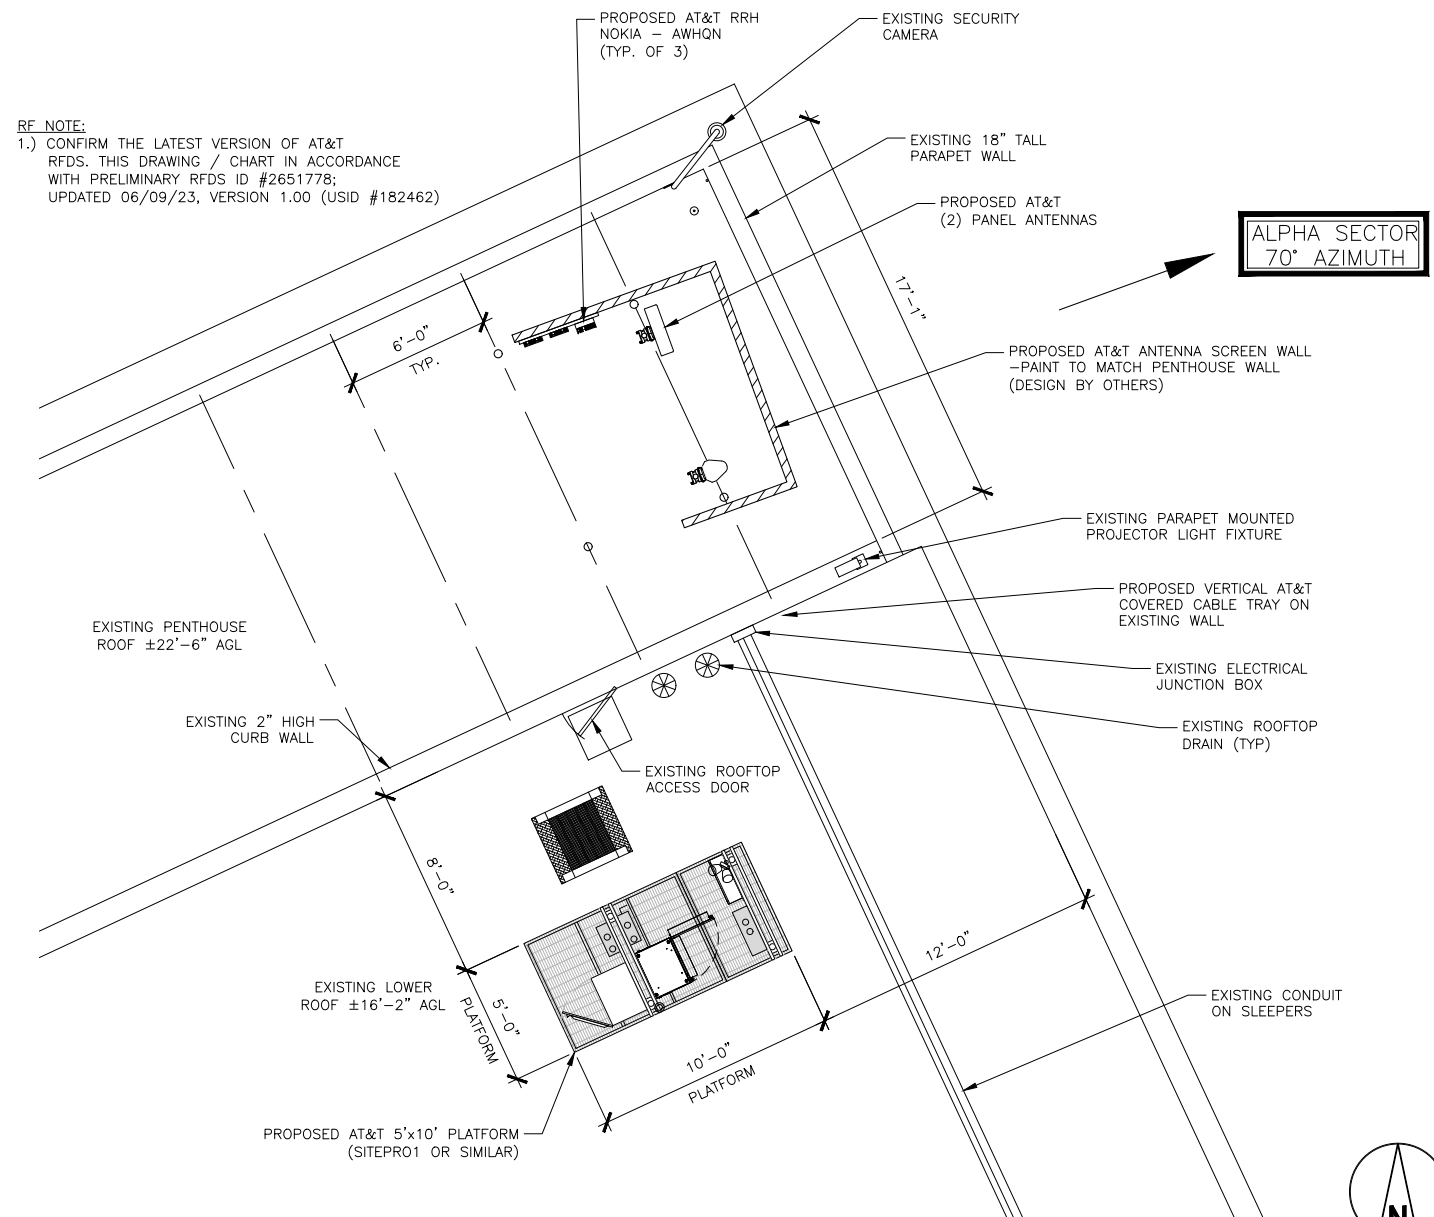 PROPOSED AT&T RRH
NOKIA – AWHQN
(TYP. OF 3)
EXISTING SECURITY
CAMERA
RF NOTE:
1.) CONFIRM THE LATEST VERSION OF AT&T
RFDS. THIS DRAWING / CHART IN ACCORDANCE
WITH PRELIMINARY RFDS ID #2651778;
UPDATED 06/09/23, VERSION 1.00 (USID #182462)
EXISTING 18" TALL
PARAPET WALL
PROPOSED AT&T
(2) PANEL ANTENNAS
ALPHA SECTOR
70° AZIMUTH
17'–1"
6'–0"
TYP.
PROPOSED AT&T ANTENNA SCREEN WALL
–PAINT TO MATCH PENTHOUSE WALL
(DESIGN BY OTHERS)
EXISTING PARAPET MOUNTED
PROJECTOR LIGHT FIXTURE
PROPOSED VERTICAL AT&T
COVERED CABLE TRAY ON
EXISTING WALL
EXISTING PENTHOUSE
ROOF ±22'–6" AGL
EXISTING ELECTRICAL
JUNCTION BOX
EXISTING 2" HIGH
CURB WALL
EXISTING ROOFTOP
DRAIN (TYP)
EXISTING ROOFTOP
ACCESS DOOR
8'–0"
12'–0"
EXISTING LOWER
ROOF ±16'–2" AGL
5'–0"
PLATFORM
EXISTING CONDUIT
ON SLEEPERS
10'–0"
PLATFORM
PROPOSED AT&T 5'x10' PLATFORM
(SITEPRO1 OR SIMILAR)
N